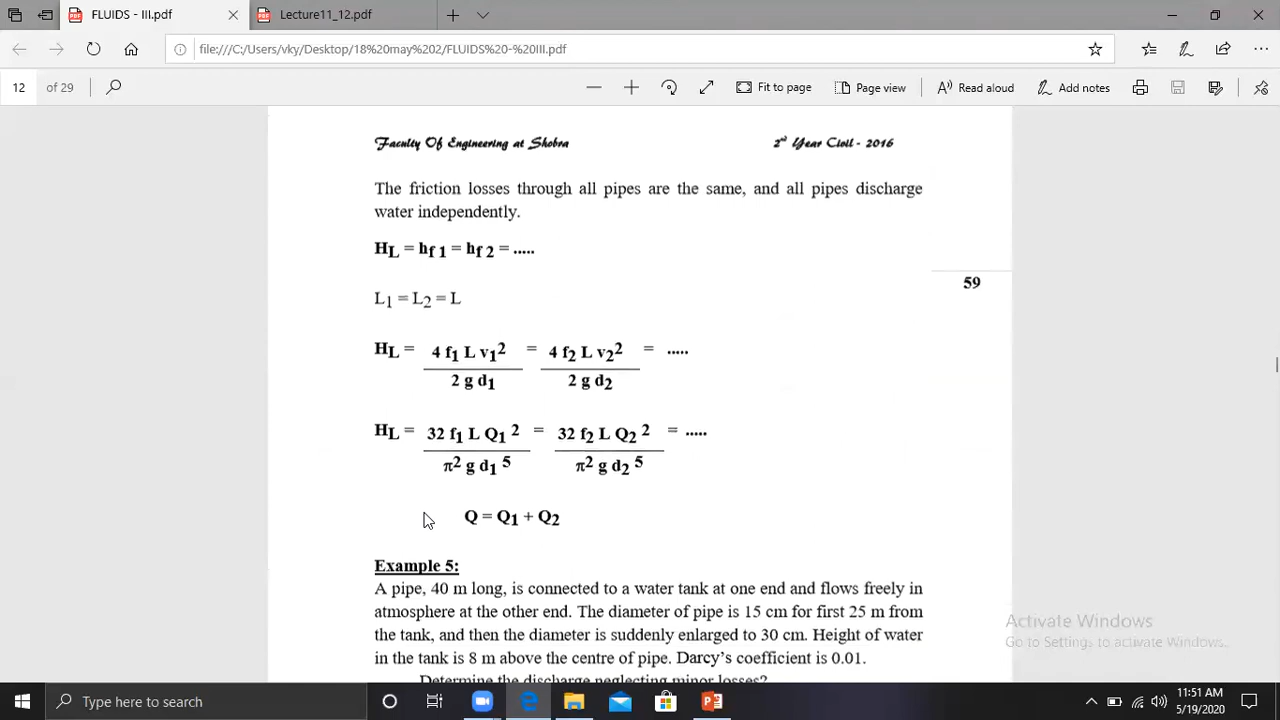 FLUIDS - III.pdf
Lecture11_12.pdf
file:///C:/Users/vky/Desktop/18%20may%202/FLUIDS%20-%20III.pdf
12 of 29
Fit to page
Page view
Read aloud
Add notes
Faculty Of Engineering at Shobra
2nd Year Civil - 2016
The friction losses through all pipes are the same, and all pipes discharge
water independently.
HL = hf 1 = hf 2 = .....
59
L1 = L2 = L
HL = 4 f1 L v1² / 2 g d1 = 4 f2 L v2² / 2 g d2 = .....
HL = 32 f1 L Q1 ² / π² g d1 ⁵ = 32 f2 L Q2 ² / π² g d2 ⁵ = .....
Q = Q1 + Q2
Example 5:
A pipe, 40 m long, is connected to a water tank at one end and flows freely in
atmosphere at the other end. The diameter of pipe is 15 cm for first 25 m from
the tank, and then the diameter is suddenly enlarged to 30 cm. Height of water
in the tank is 8 m above the centre of pipe. Darcy's coefficient is 0.01.
Determine the discharge neglecting minor losses?
Activate Windows
Go to Settings to activate Windows.
Type here to search
11:51 AM
5/19/2020